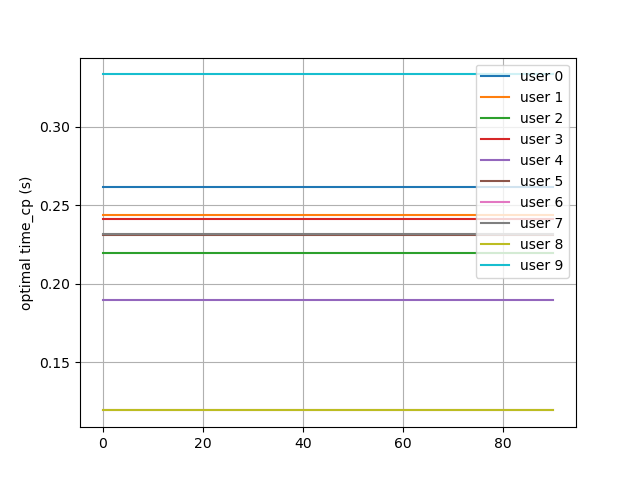 optimal time_cp (s)
0.30
0.25
0.20
0.15
0 20 40 60 80
user 0
user 1
user 2
user 3
user 4
user 5
user 6
user 7
user 8
user 9